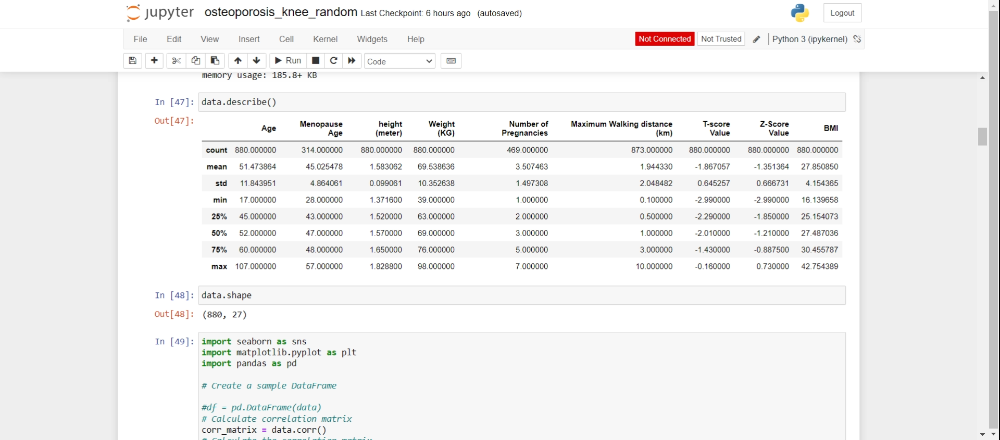 jupyter osteoporosis_knee_random Last Checkpoint: 6 hours ago (autosaved) Logout
File Edit View Insert Cell Kernel Widgets Help Not Connected Not Trusted Python 3 (ipykernel)
Run Code
memory usage: 185.8+ KB
In [47]: data.describe()
Out[47]:
Age Menopause Age height (meter) Weight (KG) Number of Pregnancies Maximum Walking distance (km) T-score Value Z-Score Value BMI
count 880.000000 314.000000 880.000000 880.000000 469.000000 873.000000 880.000000 880.000000 880.000000
mean 51.473864 45.025478 1.583062 69.538636 3.507463 1.944330 -1.867057 -1.351364 27.850850
std 11.843951 4.864061 0.099061 10.352638 1.497308 2.048482 0.645257 0.666731 4.154365
min 17.000000 28.000000 1.371600 39.000000 1.000000 0.100000 -2.990000 -2.990000 16.139658
25% 45.000000 43.000000 1.520000 63.000000 2.000000 0.500000 -2.290000 -1.850000 25.154073
50% 52.000000 47.000000 1.570000 69.000000 3.000000 1.000000 -2.010000 -1.210000 27.487036
75% 60.000000 48.000000 1.650000 76.000000 5.000000 3.000000 -1.430000 -0.887500 30.455787
max 107.000000 57.000000 1.828800 98.000000 7.000000 10.000000 -0.160000 0.730000 42.754389
In [48]: data.shape
Out[48]: (880, 27)
In [49]: import seaborn as sns
import matplotlib.pyplot as plt
import pandas as pd
# Create a sample DataFrame
#df = pd.DataFrame(data)
# Calculate correlation matrix
corr_matrix = data.corr()
# Calculate the correlation matrix